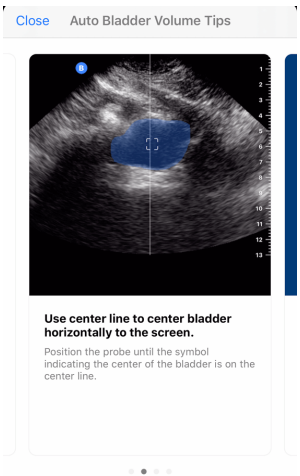 Close Auto Bladder Volume Tips
B
1
2
3
4
5
6
7
8
9
10
11
12
13
Use center line to center bladder
horizontally to the screen.
Position the probe until the symbol
indicating the center of the bladder is on the
center line.